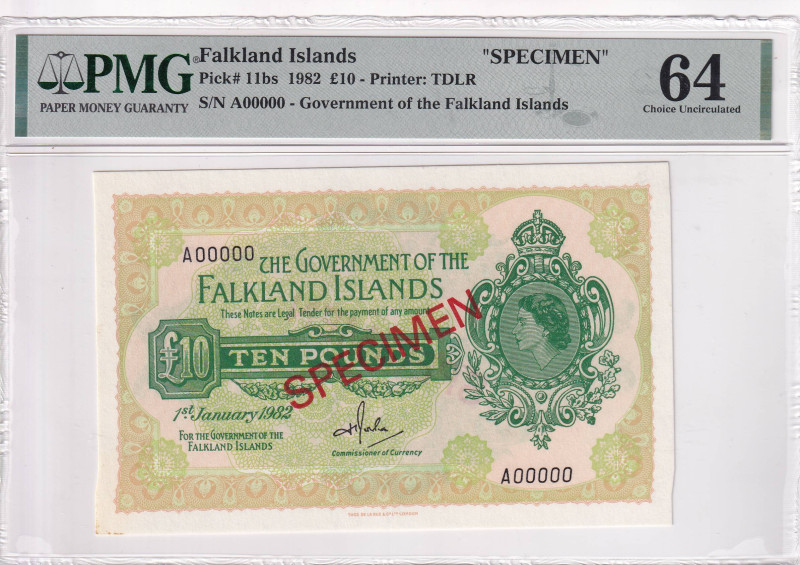 PMG®
PAPER MONEY GUARANTY
Falkland Islands "SPECIMEN"
Pick# 11bs 1982 £10 - Printer: TDLR
S/N A00000 - Government of the Falkland Islands
64
Choice Uncirculated
A00000
THE GOVERNMENT OF THE
FALKLAND ISLANDS
These Notes are Legal Tender for the payment of any amount
£10 TEN POUNDS
SPECIMEN
1st January 1982
FOR THE GOVERNMENT OF THE
FALKLAND ISLANDS
Commissioner of Currency
A00000